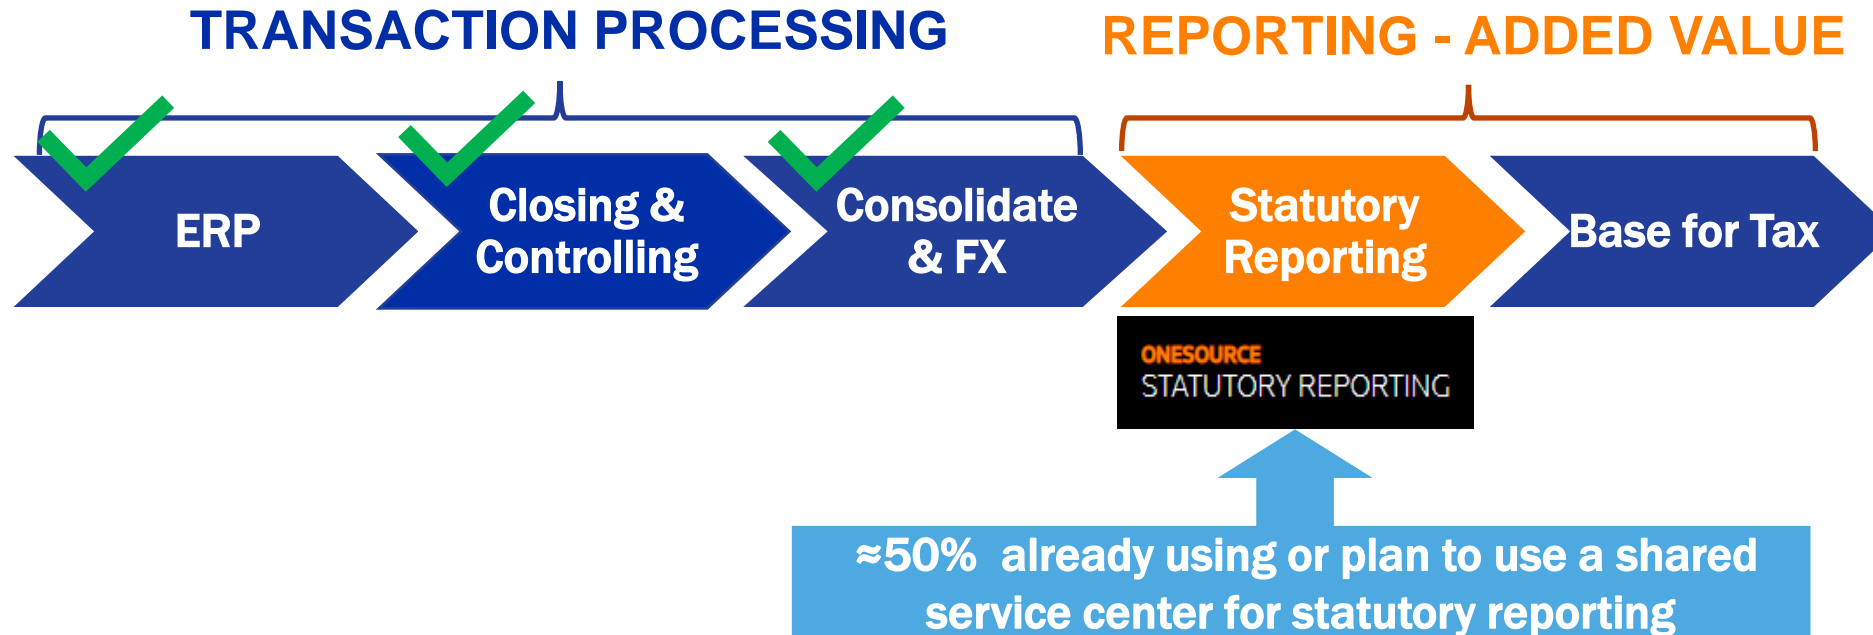 TRANSACTION PROCESSING
REPORTING - ADDED VALUE
ERP
Closing &
Controlling
Consolidate
& FX
Statutory
Reporting
Base for Tax
ONESOURCE
STATUTORY REPORTING
≈50% already using or plan to use a shared
service center for statutory reporting